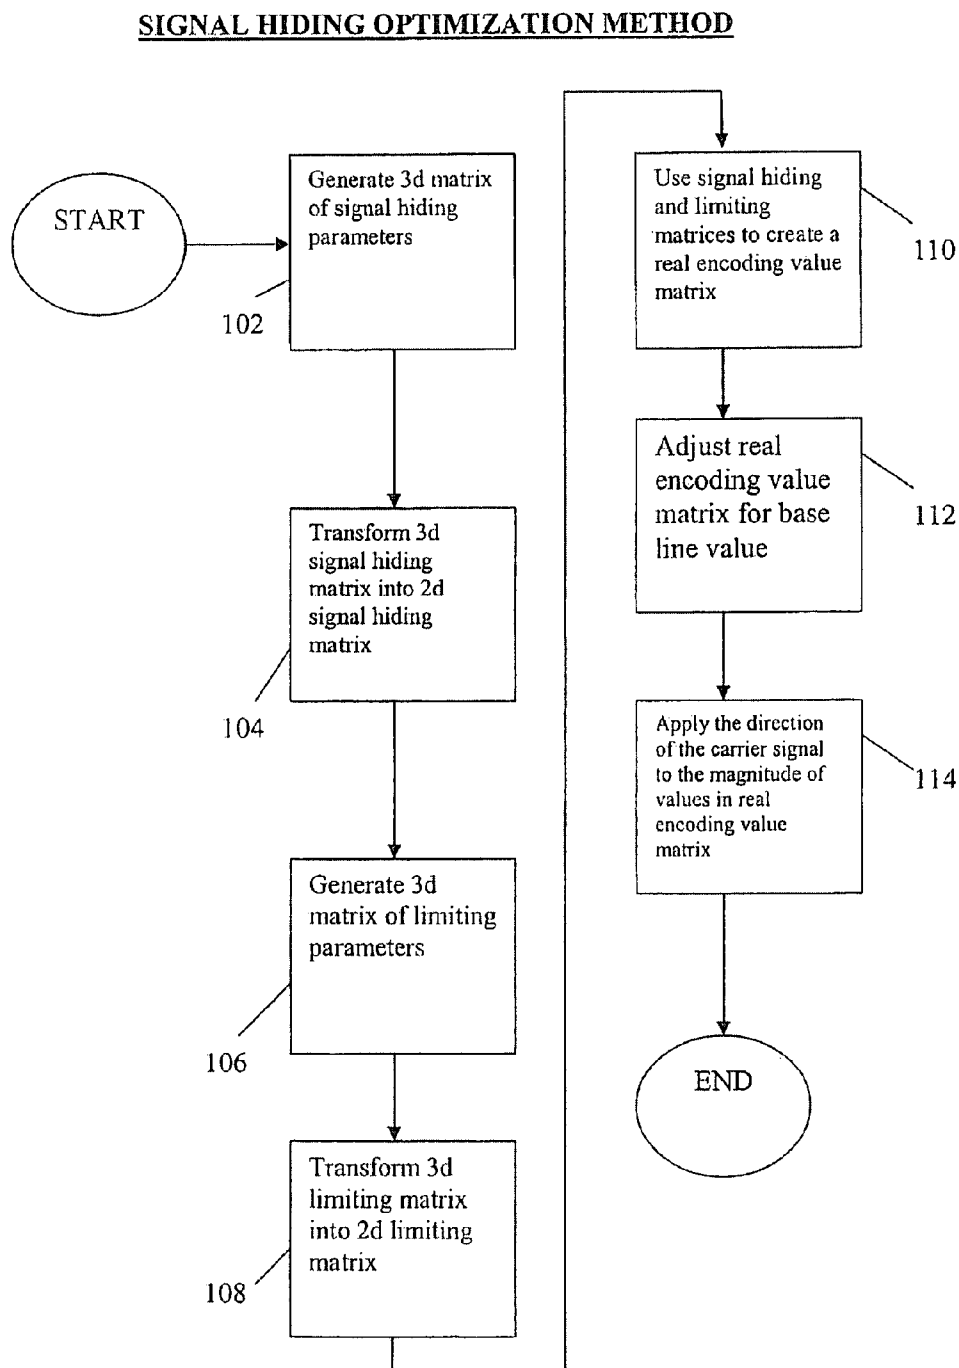 SIGNAL HIDING OPTIMIZATION METHOD
START
Generate 3d matrix
of signal hiding
parameters
102
Transform 3d
signal hiding
matrix into 2d
signal hiding
matrix
104
Generate 3d
matrix of limiting
parameters
106
Transform 3d
limiting matrix
into 2d limiting
matrix
108
Use signal hiding
and limiting
matrices to create a
real encoding value
matrix
110
Adjust real
encoding value
matrix for base
line value
112
Apply the direction
of the carrier signal
to the magnitude of
values in real
encoding value
matrix
114
END